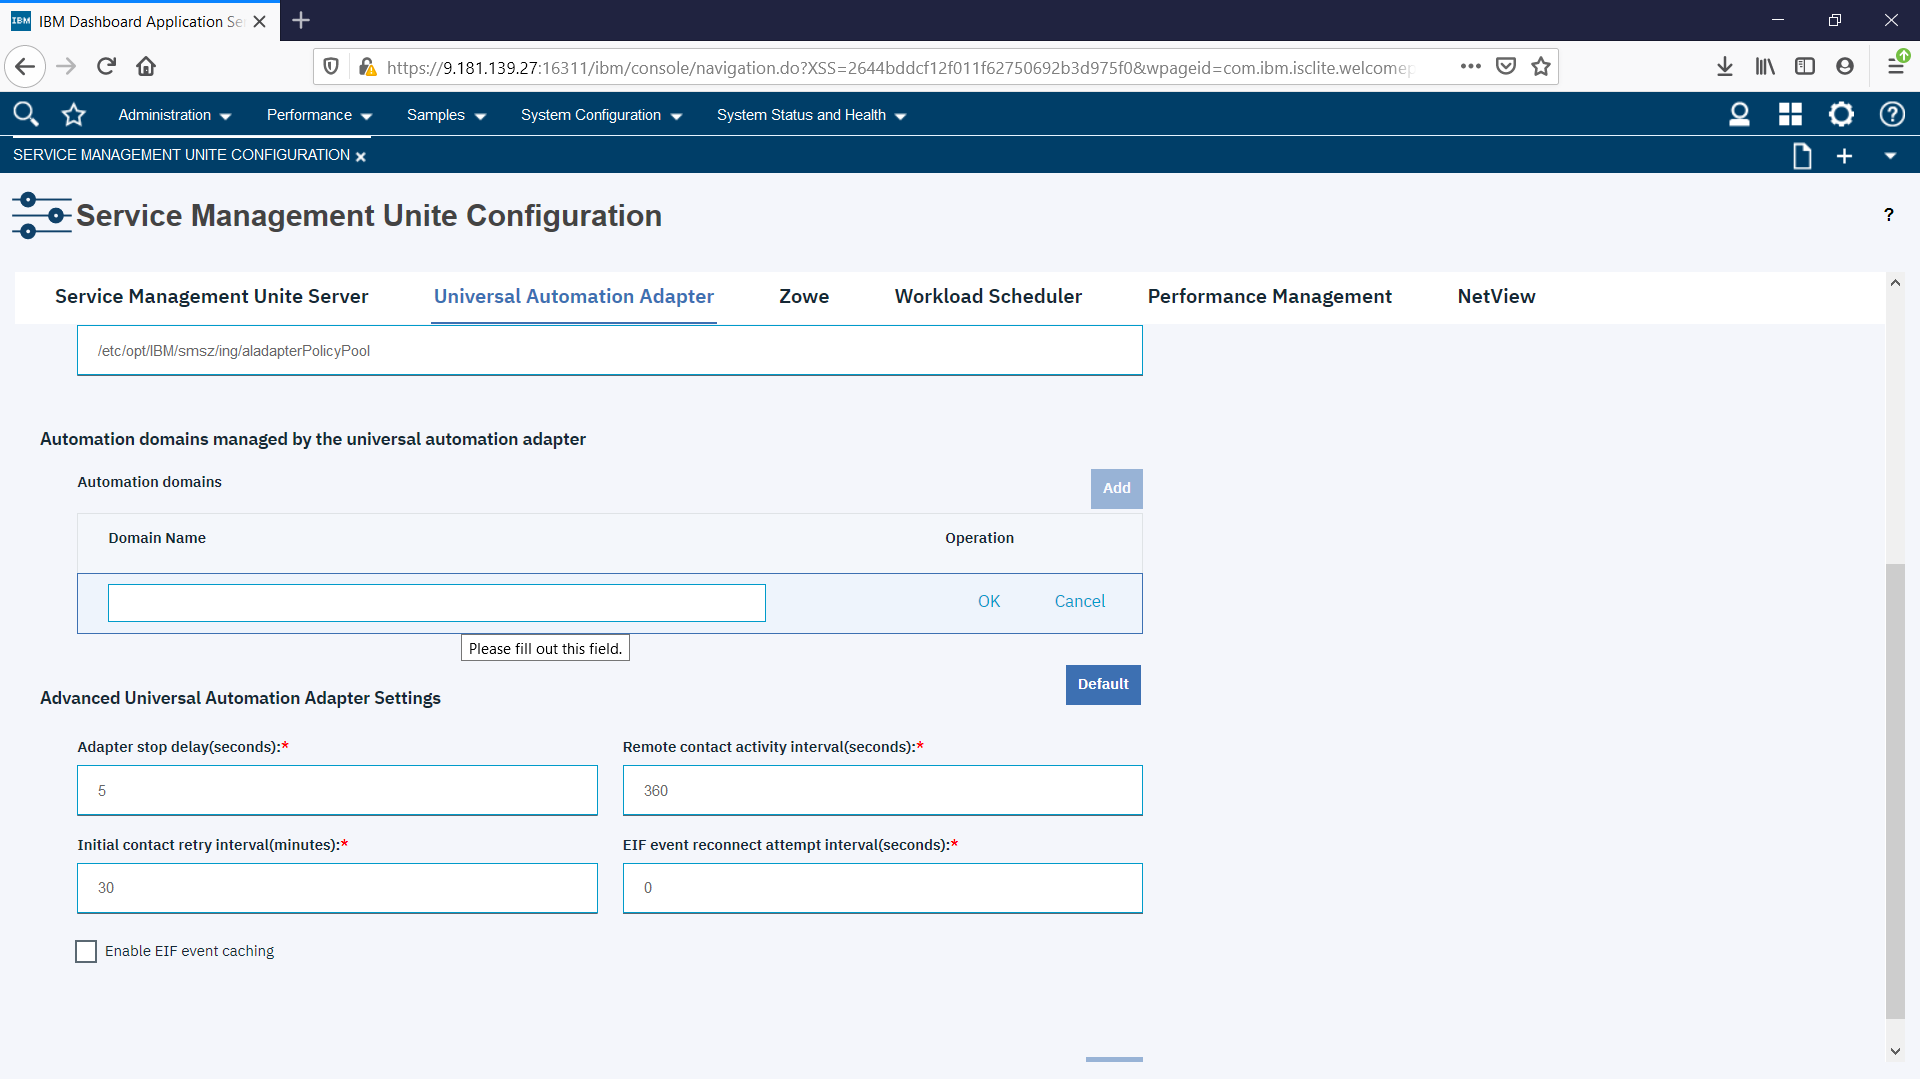 IBM IBM Dashboard Application Se
https://9.181.139.27:16311/ibm/console/navigation.do?XSS=2644bddcf12f011f62750692b3d975f0&wpageid=com.ibm.isclite.welcomep
Administration Performance Samples System Configuration System Status and Health
SERVICE MANAGEMENT UNITE CONFIGURATION
Service Management Unite Configuration ?
Service Management Unite Server Universal Automation Adapter Zowe Workload Scheduler Performance Management NetView
/etc/opt/IBM/smsz/ing/aladapterPolicyPool
Automation domains managed by the universal automation adapter
Automation domains Add
Domain Name Operation
OK Cancel
Please fill out this field.
Default
Advanced Universal Automation Adapter Settings
Adapter stop delay(seconds):* Remote contact activity interval(seconds):*
5 360
Initial contact retry interval(minutes):* EIF event reconnect attempt interval(seconds):*
30 0
Enable EIF event caching